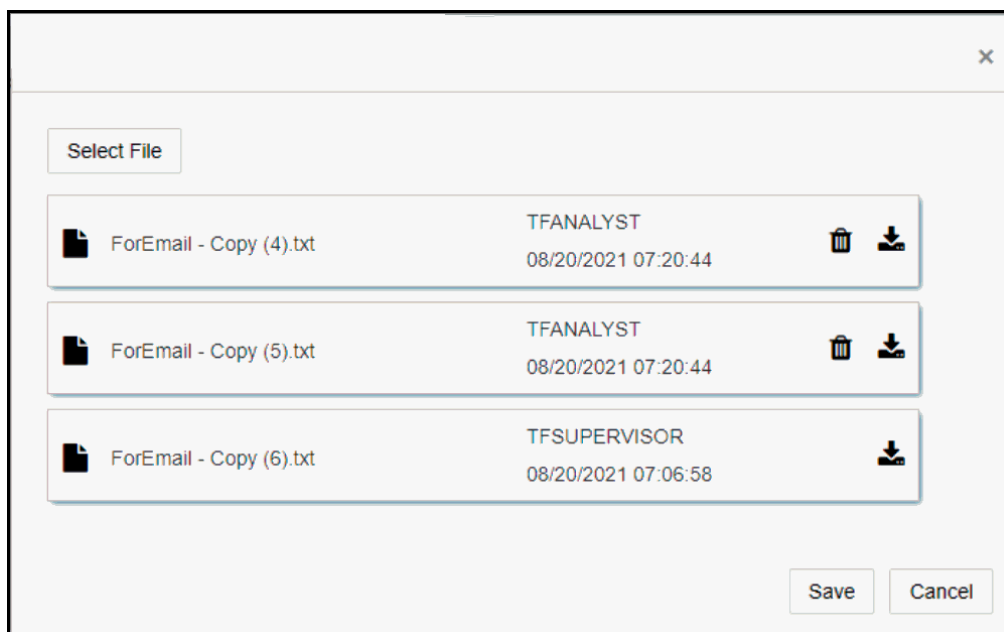 ×
Select File
ForEmail - Copy (4).txt
TFANALYST
08/20/2021 07:20:44
ForEmail - Copy (5).txt
TFANALYST
08/20/2021 07:20:44
ForEmail - Copy (6).txt
TFSUPERVISOR
08/20/2021 07:06:58
Save Cancel